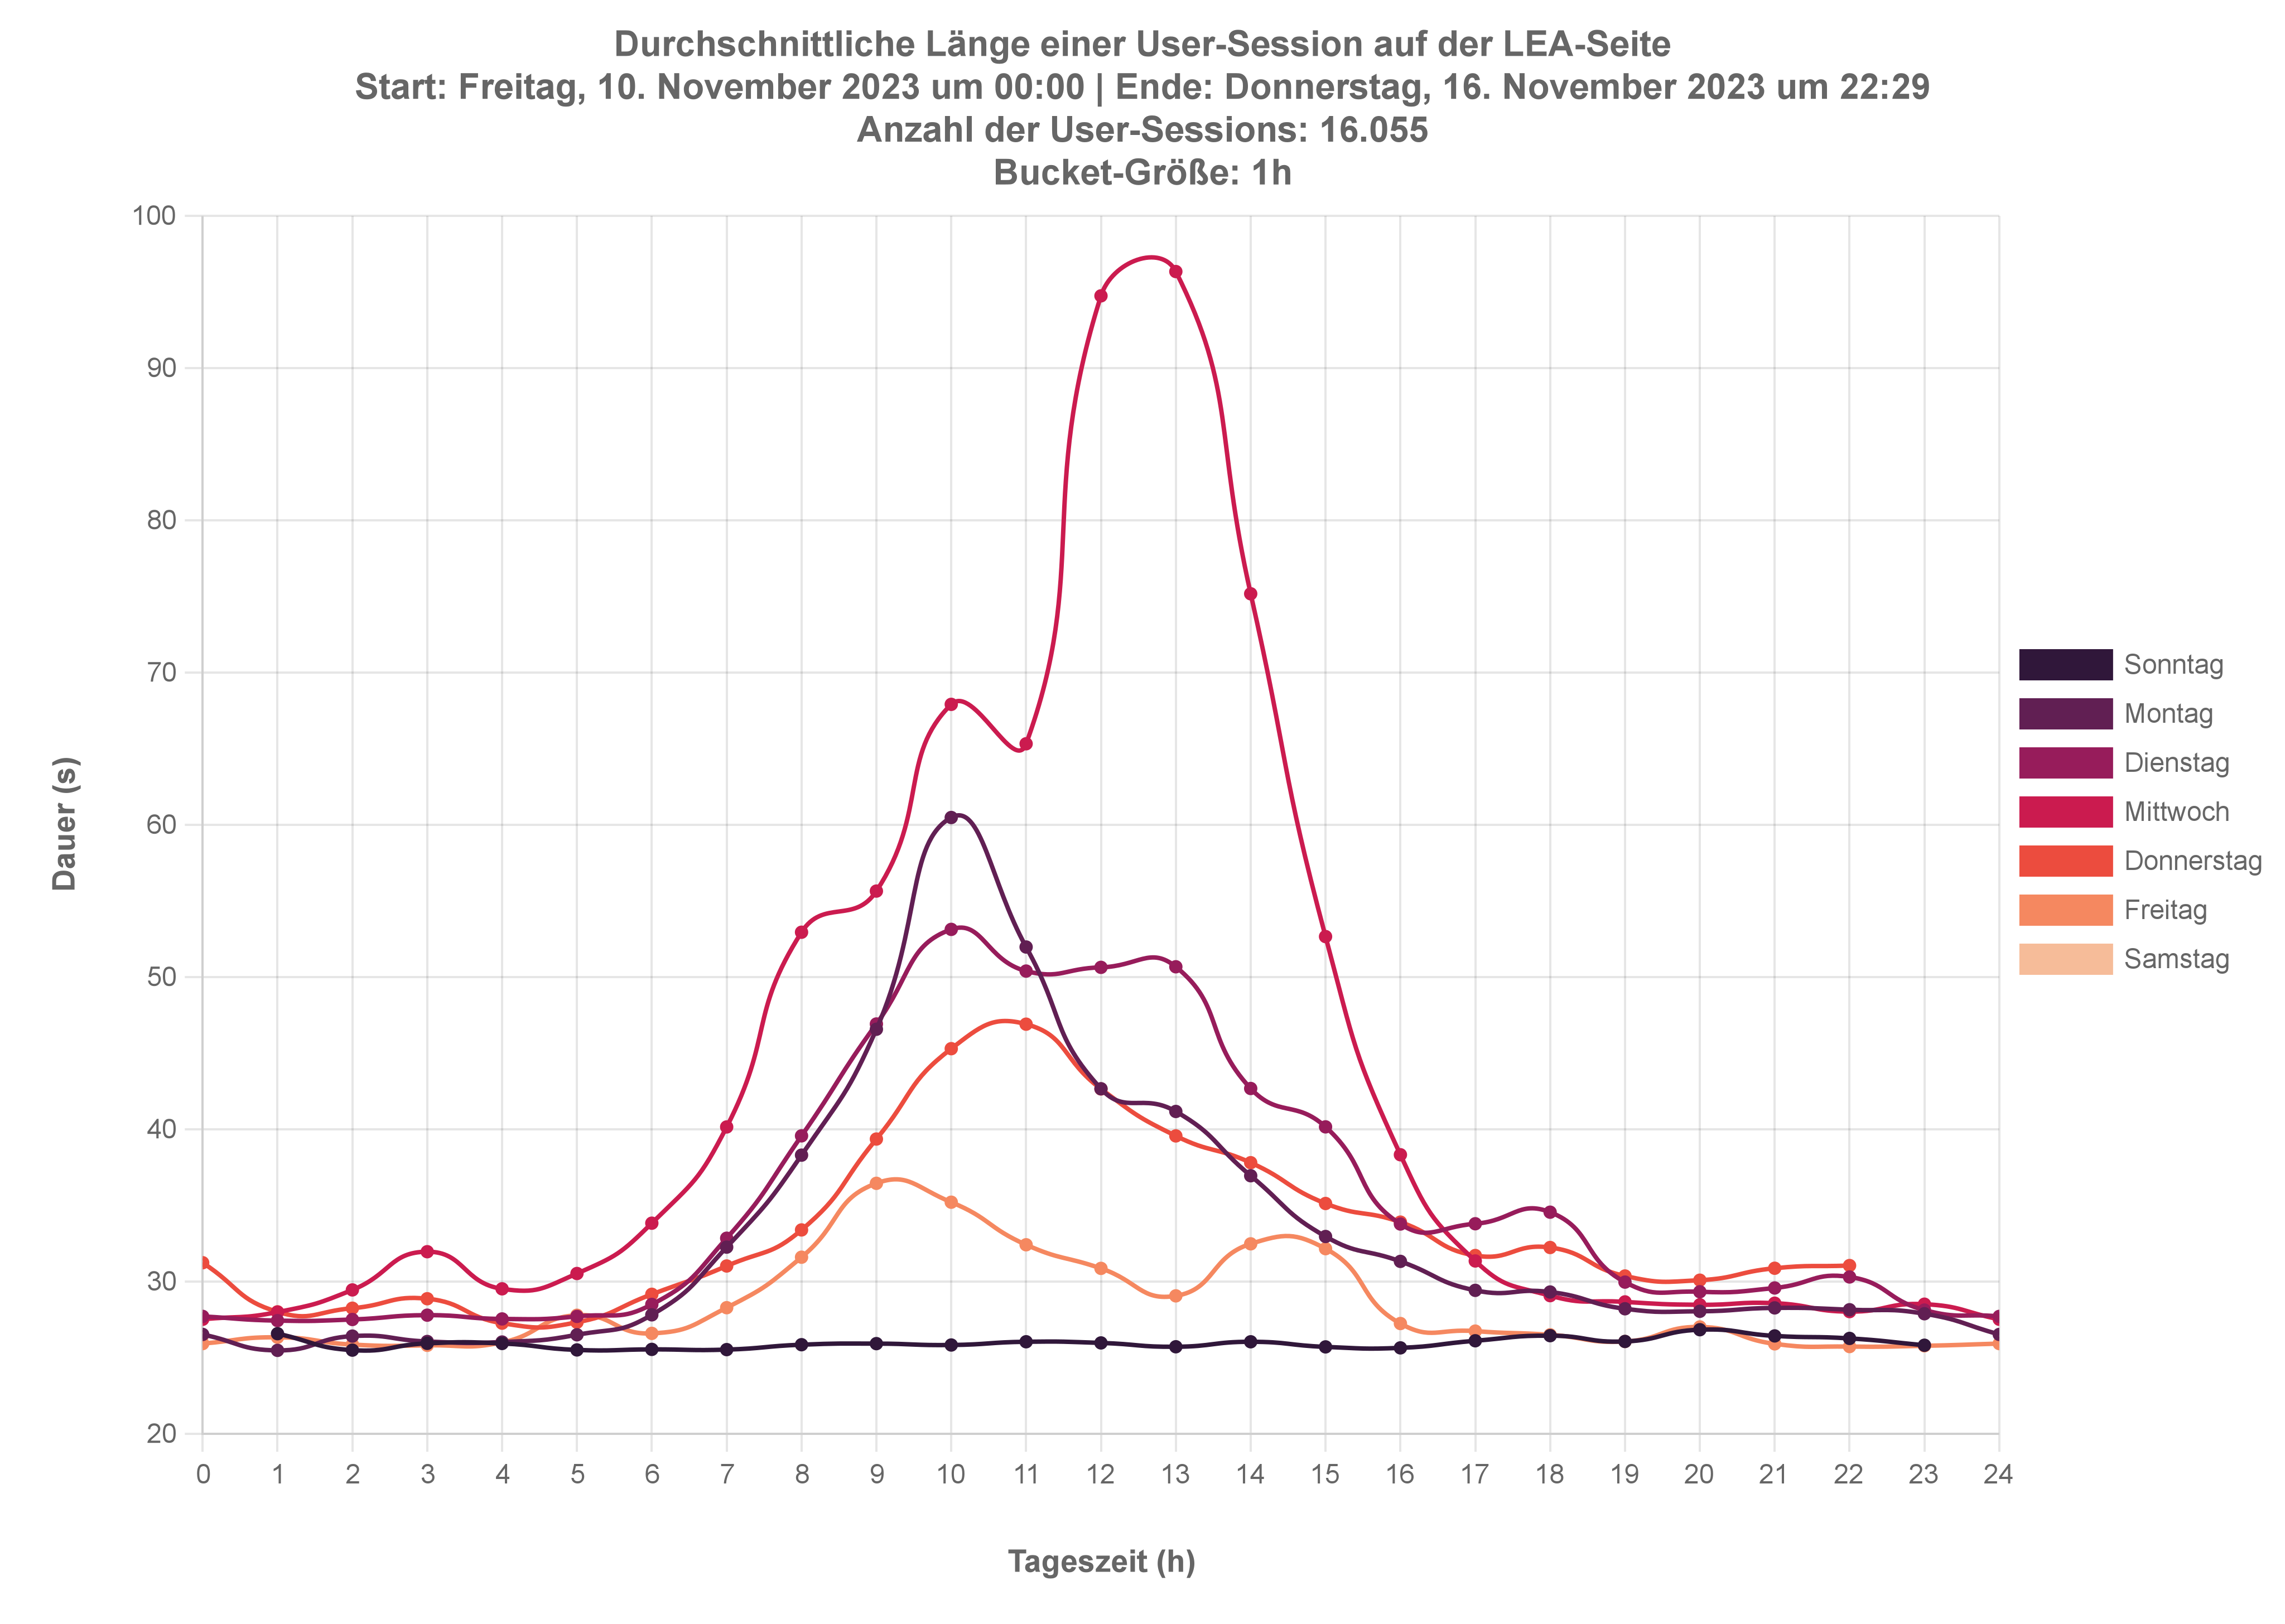 Durchschnittliche Länge einer User-Session auf der LEA-Seite
Start: Freitag, 10. November 2023 um 00:00 | Ende: Donnerstag, 16. November 2023 um 22:29
Anzahl der User-Sessions: 16.055
Bucket-Größe: 1h
100
90
80
70
60
50
40
30
20
Dauer (s)
0 1 2 3 4 5 6 7 8 9 10 11 12 13 14 15 16 17 18 19 20 21 22 23 24
Tageszeit (h)
Sonntag
Montag
Dienstag
Mittwoch
Donnerstag
Freitag
Samstag